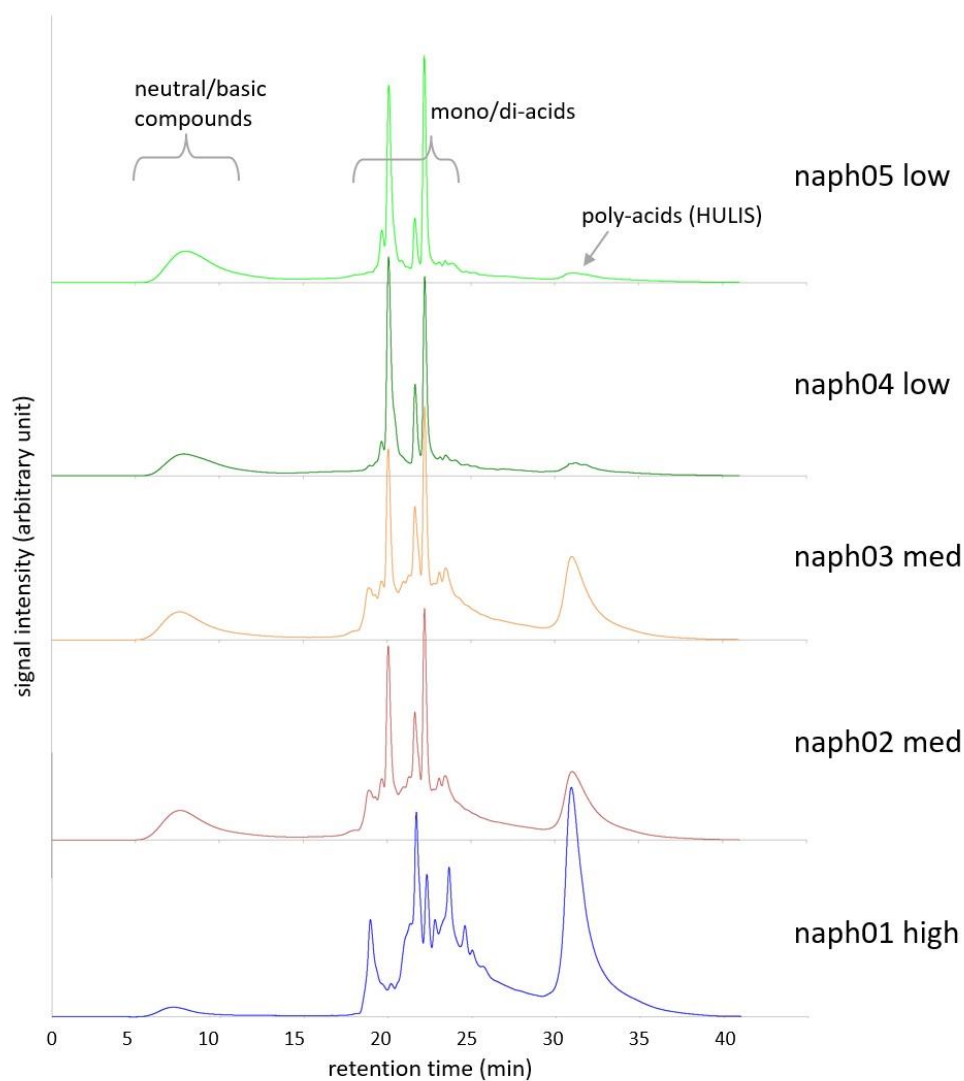 neutral/basic
compounds
mono/di-acids
naph05 low
poly-acids (HULIS)
naph04 low
signal intensity (arbitrary unit)
naph03 med
naph02 med
naph01 high
0 5 10 15 20 25 30 35 40
retention time (min)